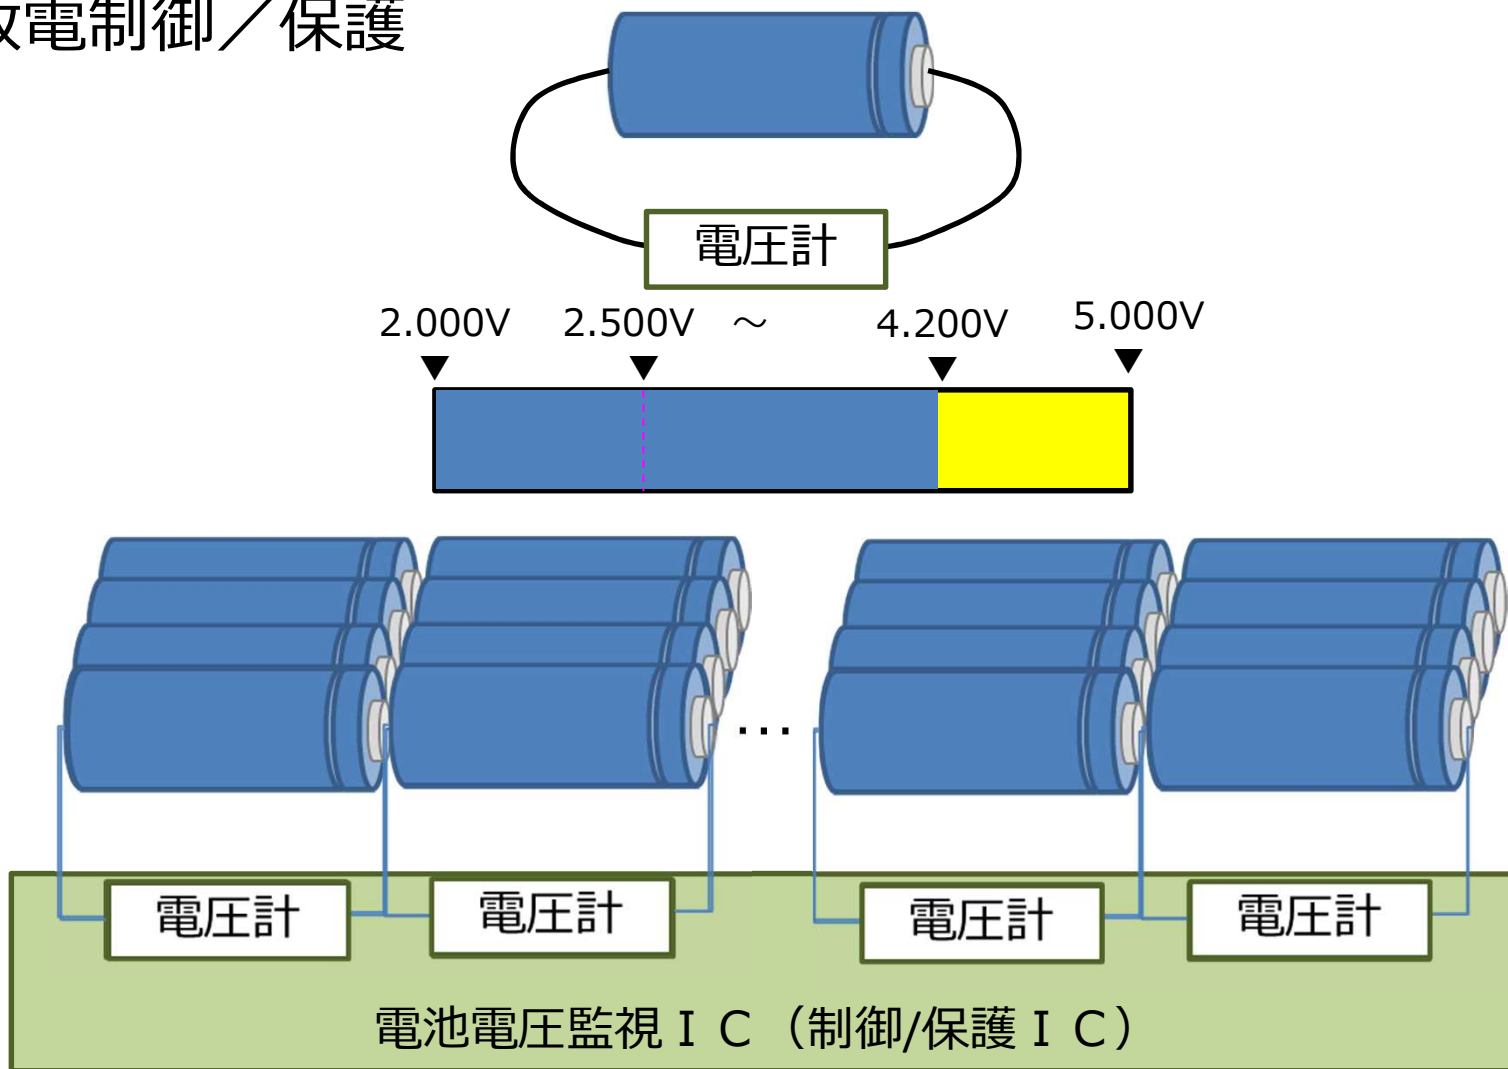 放電制御／保護
電圧計
2.000V 2.500V ～ 4.200V 5.000V
…
電圧計 電圧計 電圧計 電圧計
電池電圧監視ＩＣ（制御/保護ＩＣ）